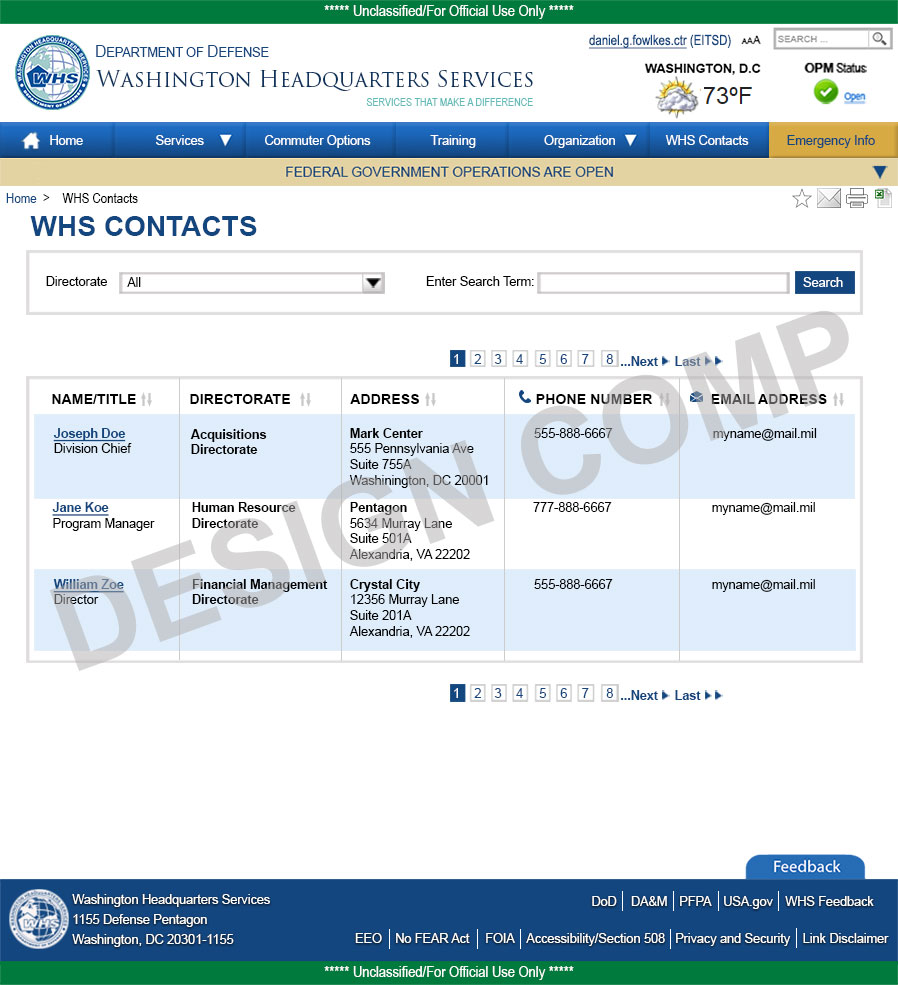 ***** Unclassified/For Official Use Only *****
daniel.g.fowlkes.ctr (EITSD) AAA SEARCH ...
DEPARTMENT OF DEFENSE
WASHINGTON HEADQUARTERS SERVICES
SERVICES THAT MAKE A DIFFERENCE
WHS
WASHINGTON, D.C
73ºF
OPM Status
Open
Home Services Commuter Options Training Organization WHS Contacts Emergency Info
FEDERAL GOVERNMENT OPERATIONS ARE OPEN
Home > WHS Contacts
WHS CONTACTS
Directorate All Enter Search Term: Search
1 2 3 4 5 6 7 8 ...Next Last
NAME/TITLE DIRECTORATE ADDRESS PHONE NUMBER EMAIL ADDRESS
Joseph Doe
Division Chief
Acquisitions
Directorate
Mark Center
555 Pennsylvania Ave
Suite 755A
Washinington, DC 20001
555-888-6667
myname@mail.mil
Jane Koe
Program Manager
Human Resource
Directorate
Pentagon
5634 Murray Lane
Suite 501A
Alexandria, VA 22202
777-888-6667
myname@mail.mil
William Zoe
Director
Financial Management
Directorate
Crystal City
12356 Murray Lane
Suite 201A
Alexandria, VA 22202
555-888-6667
myname@mail.mil
DESIGN COMP
1 2 3 4 5 6 7 8 ...Next Last
Feedback
WHS
Washington Headquarters Services
1155 Defense Pentagon
Washington, DC 20301-1155
DoD DA&M PFPA USA.gov WHS Feedback
EEO No FEAR Act FOIA Accessibility/Section 508 Privacy and Security Link Disclaimer
***** Unclassified/For Official Use Only *****